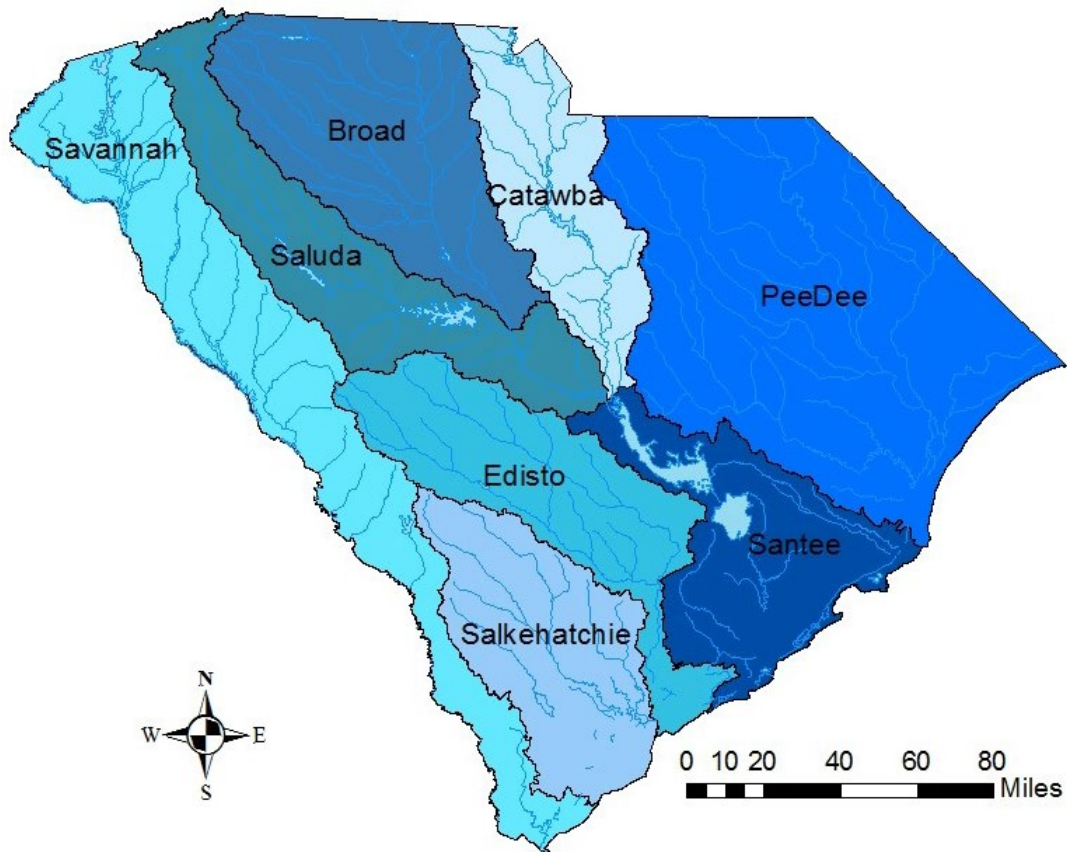 Broad
Savannah
Catawba
Saluda
PeeDee
Edisto
Santee
Salkehatchie
N
W E
S
0 10 20 40 60 80
Miles